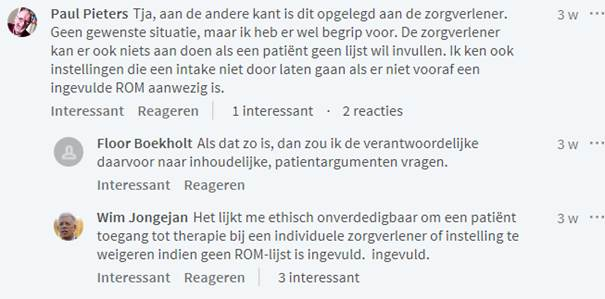 Paul Pieters Tja, aan de andere kant is dit opgelegd aan de zorgverlener. 3 w ···
Geen gewenste situatie, maar ik heb er wel begrip voor. De zorgverlener
kan er ook niets aan doen als een patiënt geen lijst wil invullen. Ik ken ook
instellingen die een intake niet door laten gaan als er niet vooraf een
ingevulde ROM aanwezig is.
Interessant Reageren 1 interessant · 2 reacties
Floor Boekholt Als dat zo is, dan zou ik de verantwoordelijke 3 w ···
daarvoor naar inhoudelijke, patientargumenten vragen.
Interessant Reageren
Wim Jongejan Het lijkt me ethisch onverdedigbaar om een patiënt 3 w ···
toegang tot therapie bij een individuele zorgverlener of instelling te
weigeren indien geen ROM-lijst is ingevuld. ingevuld.
Interessant Reageren 3 interessant